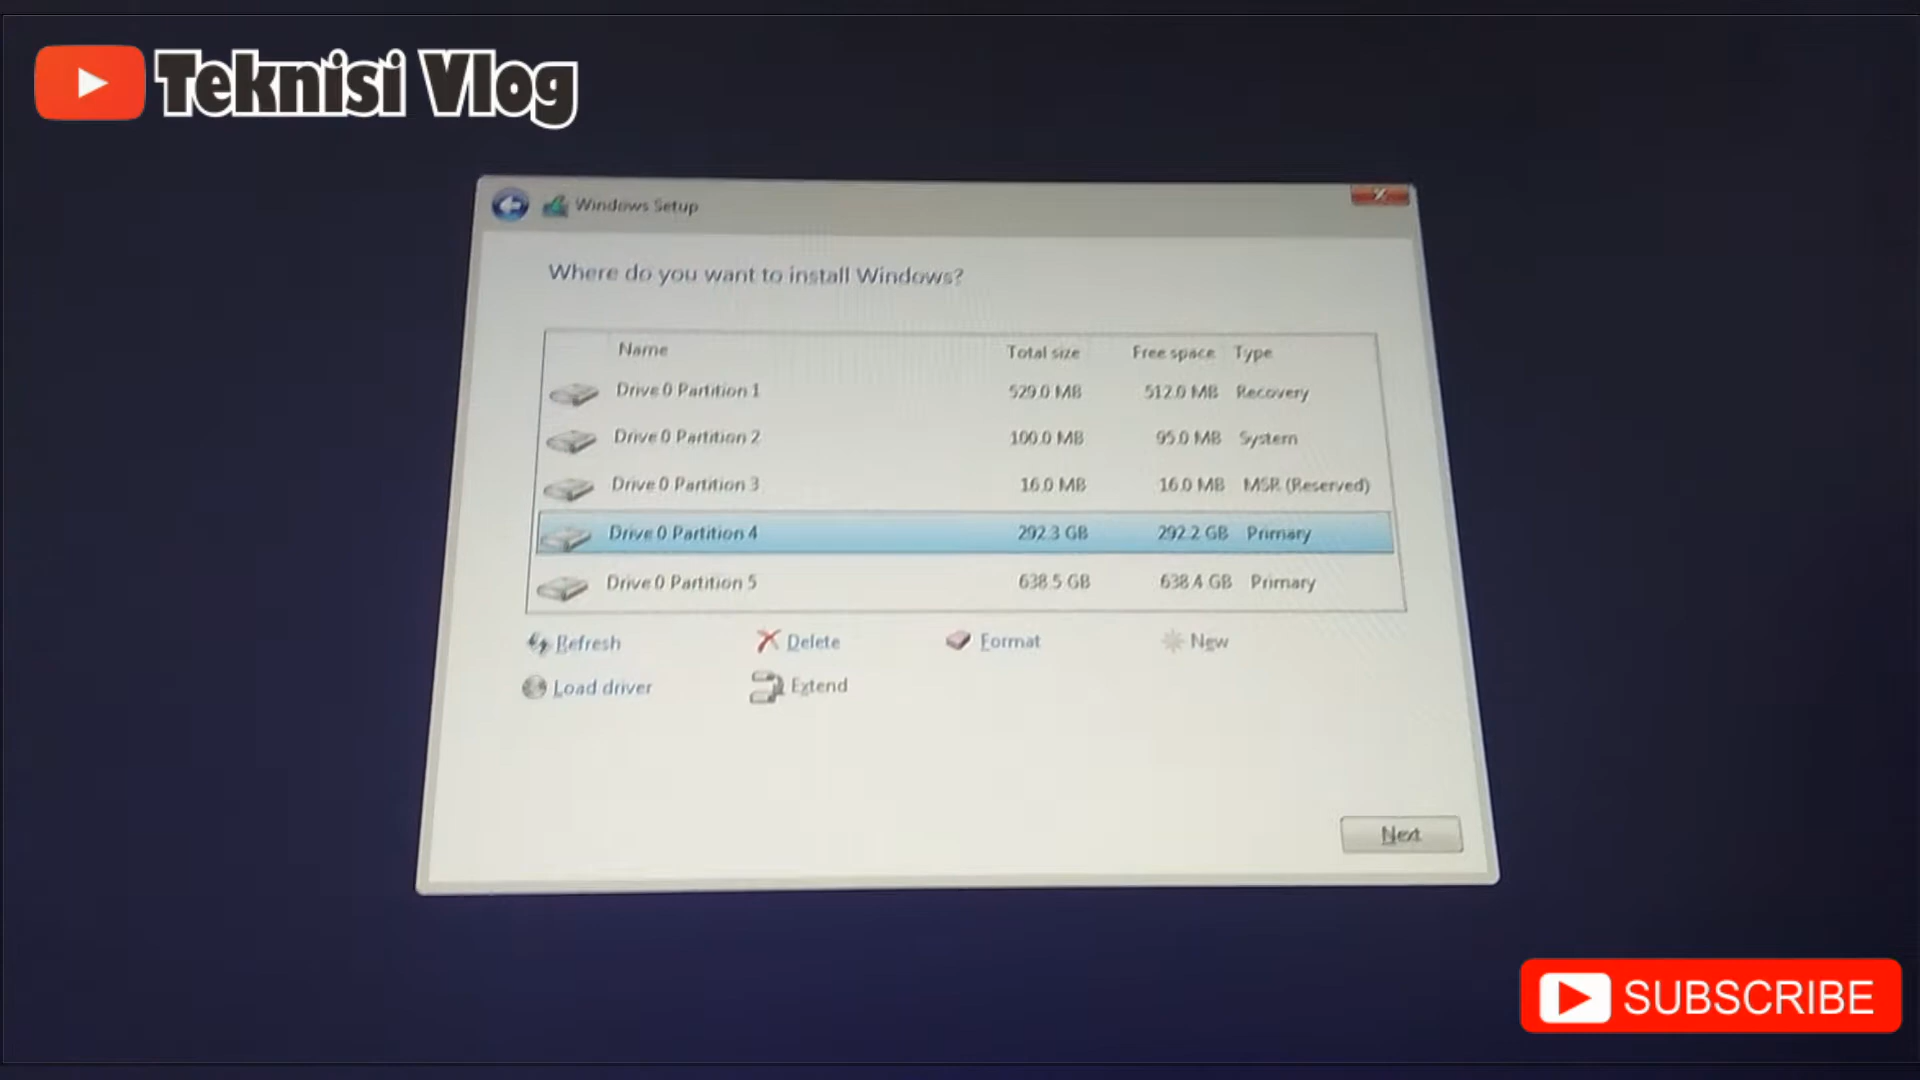 Teknisi Vlog
Windows Setup
Where do you want to install Windows?
Name Total size Free space Type
Drive 0 Partition 1 529.0 MB 512.0 MB Recovery
Drive 0 Partition 2 100.0 MB 95.0 MB System
Drive 0 Partition 3 16.0 MB 16.0 MB MSR (Reserved)
Drive 0 Partition 4 292.3 GB 292.2 GB Primary
Drive 0 Partition 5 638.5 GB 638.4 GB Primary
Refresh Delete Format New
Load driver Extend
Next
SUBSCRIBE